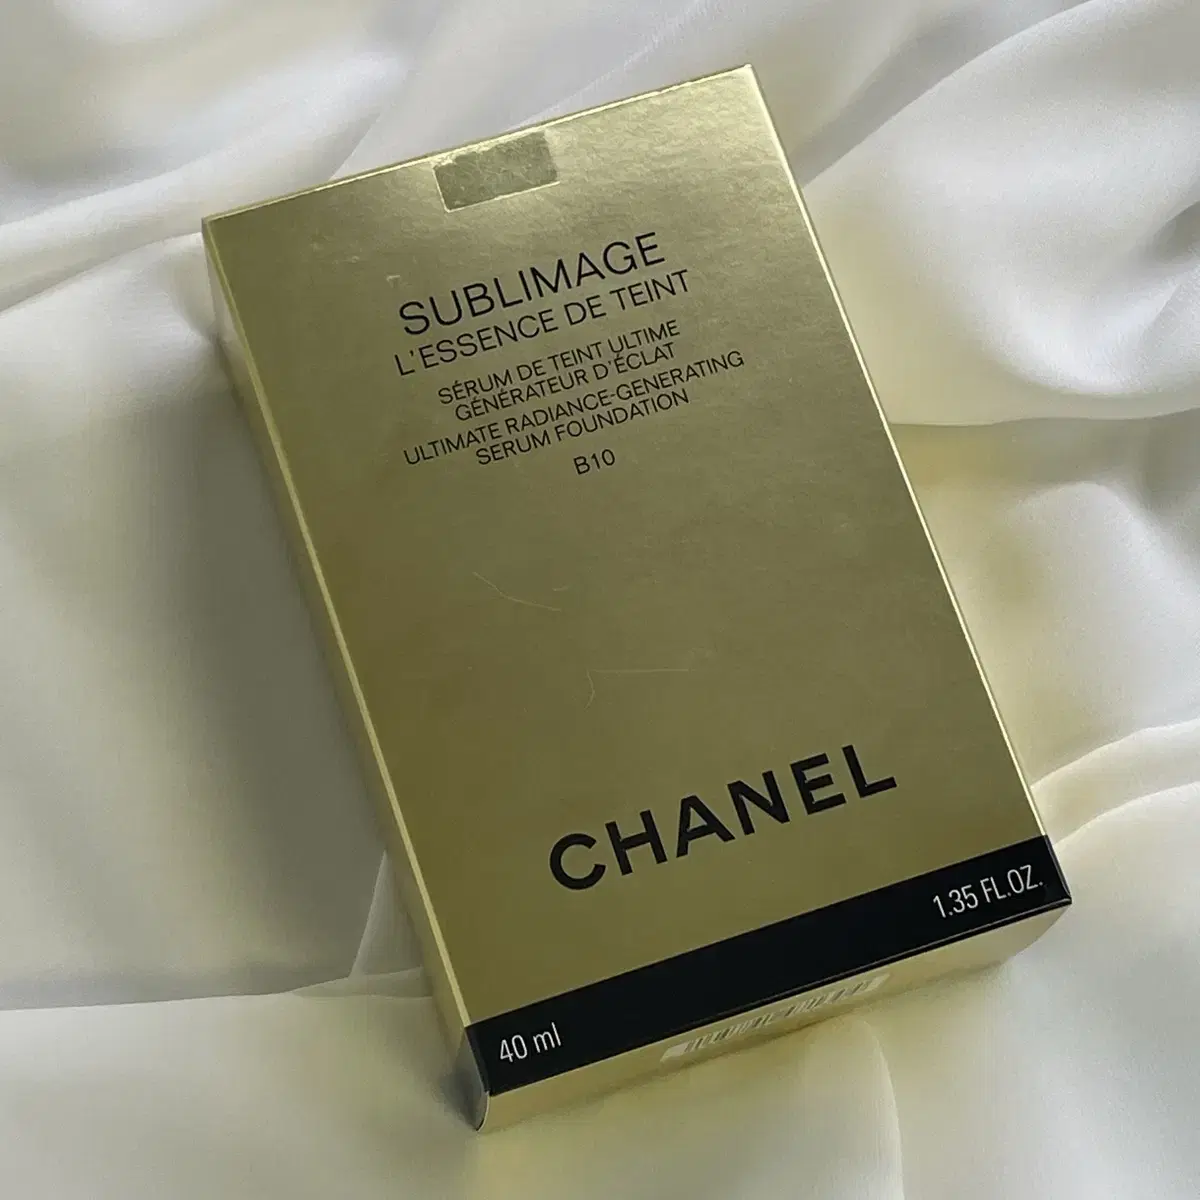 SUBLIMAGE
L'ESSENCE DE TEINT
SÉRUM DE TEINT ULTIME
GÉNÉRATEUR D'ÉCLAT
ULTIMATE RADIANCE-GENERATING
SERUM FOUNDATION
B10
CHANEL
40 ml
1.35 FL.OZ.